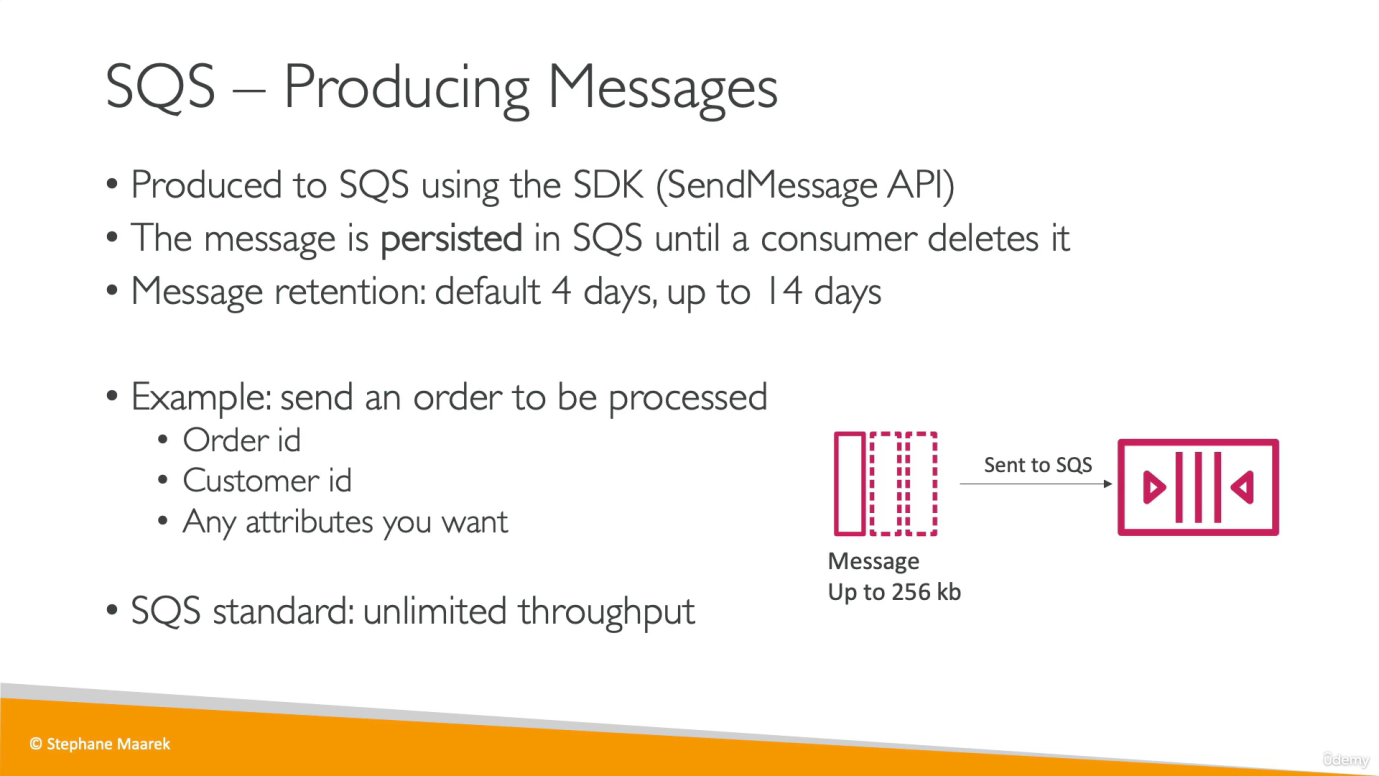 SQS – Producing Messages
• Produced to SQS using the SDK (SendMessage API)
• The message is persisted in SQS until a consumer deletes it
• Message retention: default 4 days, up to 14 days
• Example: send an order to be processed
• Order id
• Customer id
• Any attributes you want
• SQS standard: unlimited throughput
Sent to SQS
Message
Up to 256 kb
© Stephane Maarek